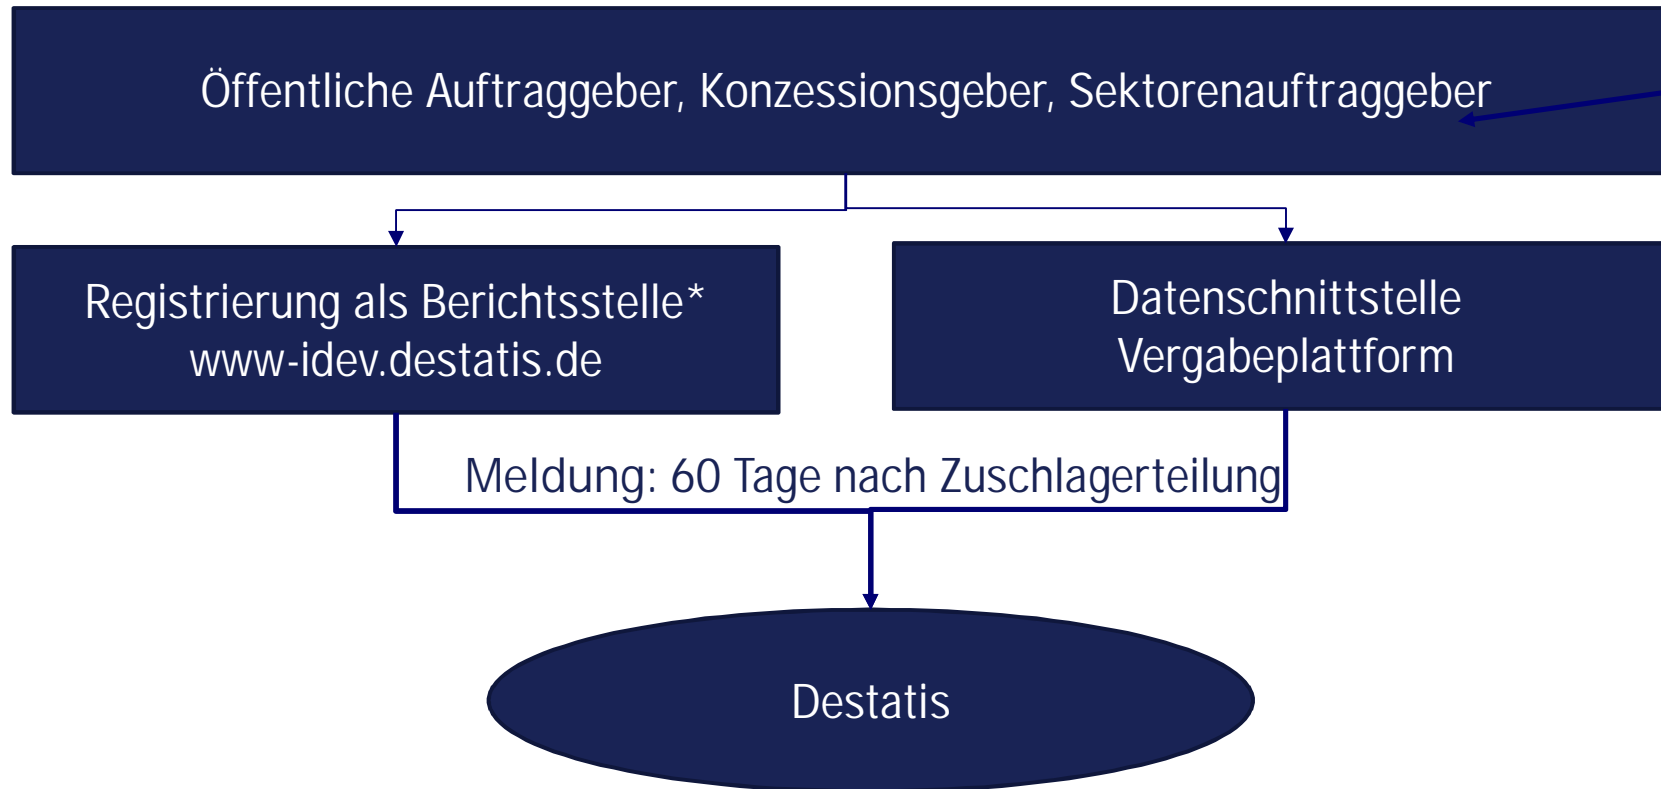 Öffentliche Auftraggeber, Konzessionsgeber, Sektorenauftraggeber
Registrierung als Berichtsstelle*
www-idev.destatis.de
Datenschnittstelle
Vergabeplattform
Meldung: 60 Tage nach Zuschlagerteilung
Destatis